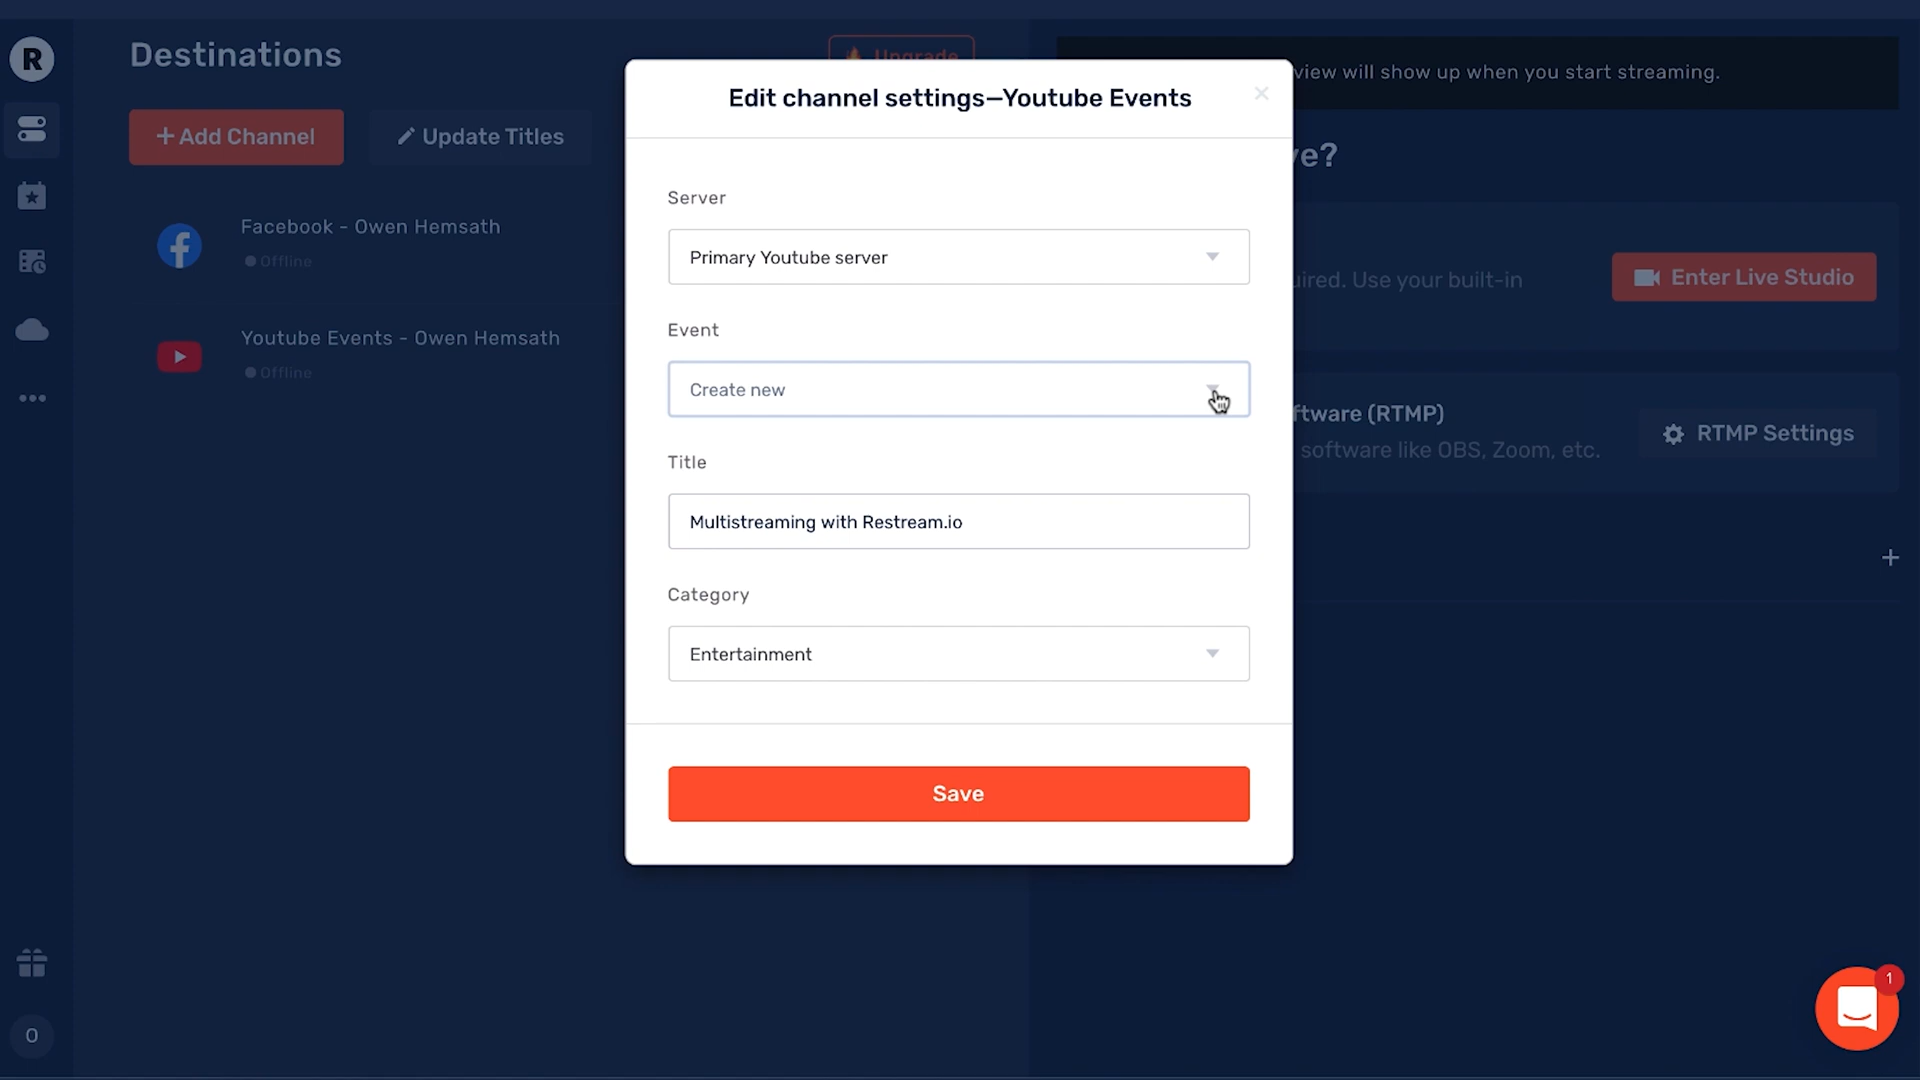 R
Destinations
Upgrade
+ Add Channel
Update Titles
Facebook - Owen Hemsath
Offline
Youtube Events - Owen Hemsath
Offline
O
Edit channel settings—Youtube Events
×
Server
Primary Youtube server
Event
Create new
Title
Multistreaming with Restream.io
Category
Entertainment
Save
view will show up when you start streaming.
ve?
uired. Use your built-in
Enter Live Studio
ftware (RTMP)
software like OBS, Zoom, etc.
RTMP Settings
+
1